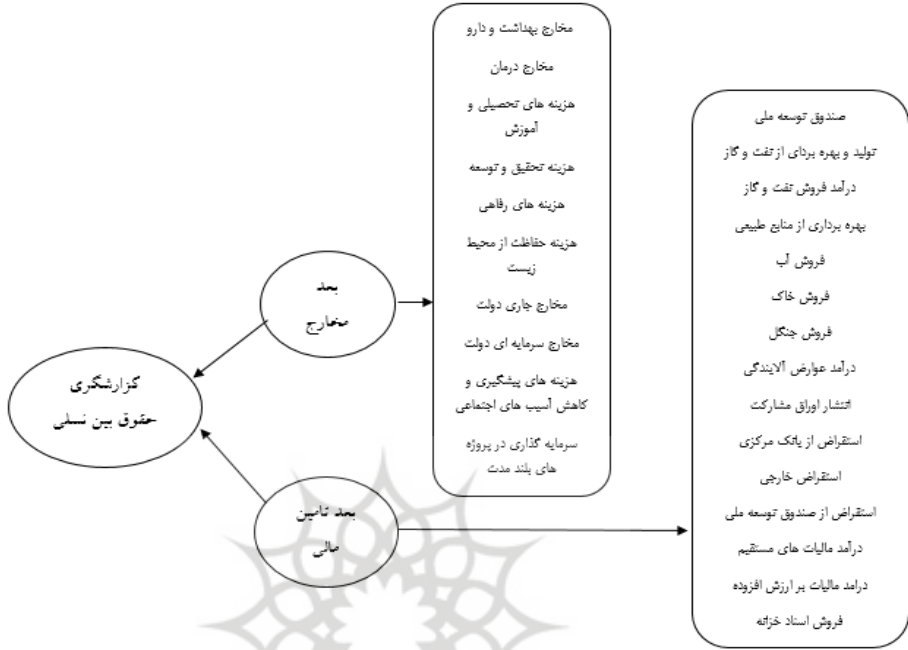 مخارج بهداشت و دارو
مخارج درمان
هزینه های تحصیلی و
آموزش
هزینه تحقیق و توسعه
هزینه های رفاهی
هزینه حفاظت از محیط
زیست
مخارج جاری دولت
مخارج سرمایه ای دولت
هزینه های پیشگیری و
کاهش آسیب های اجتماعی
سرمایه گذاری در پروژه
های بلند مدت
صندوق توسعه ملی
تولید و بهره بردای از نفت و گاز
درآمد فروش نفت و گاز
بهره برداری از منابع طبیعی
فروش آب
فروش خاک
فروش جنگل
درآمد عوارض آلایندگی
انتشار اوراق مشارکت
استقراض از بانک مرکزی
استقراض خارجی
استقراض از صندوق توسعه ملی
درآمد مالیات های مستقیم
درامد مالیات بر ارزش افزوده
فروش اسناد خزانه
بعد
مخارج
گزارشگری
حقوق بین نسلی
بعد تامین
مالی